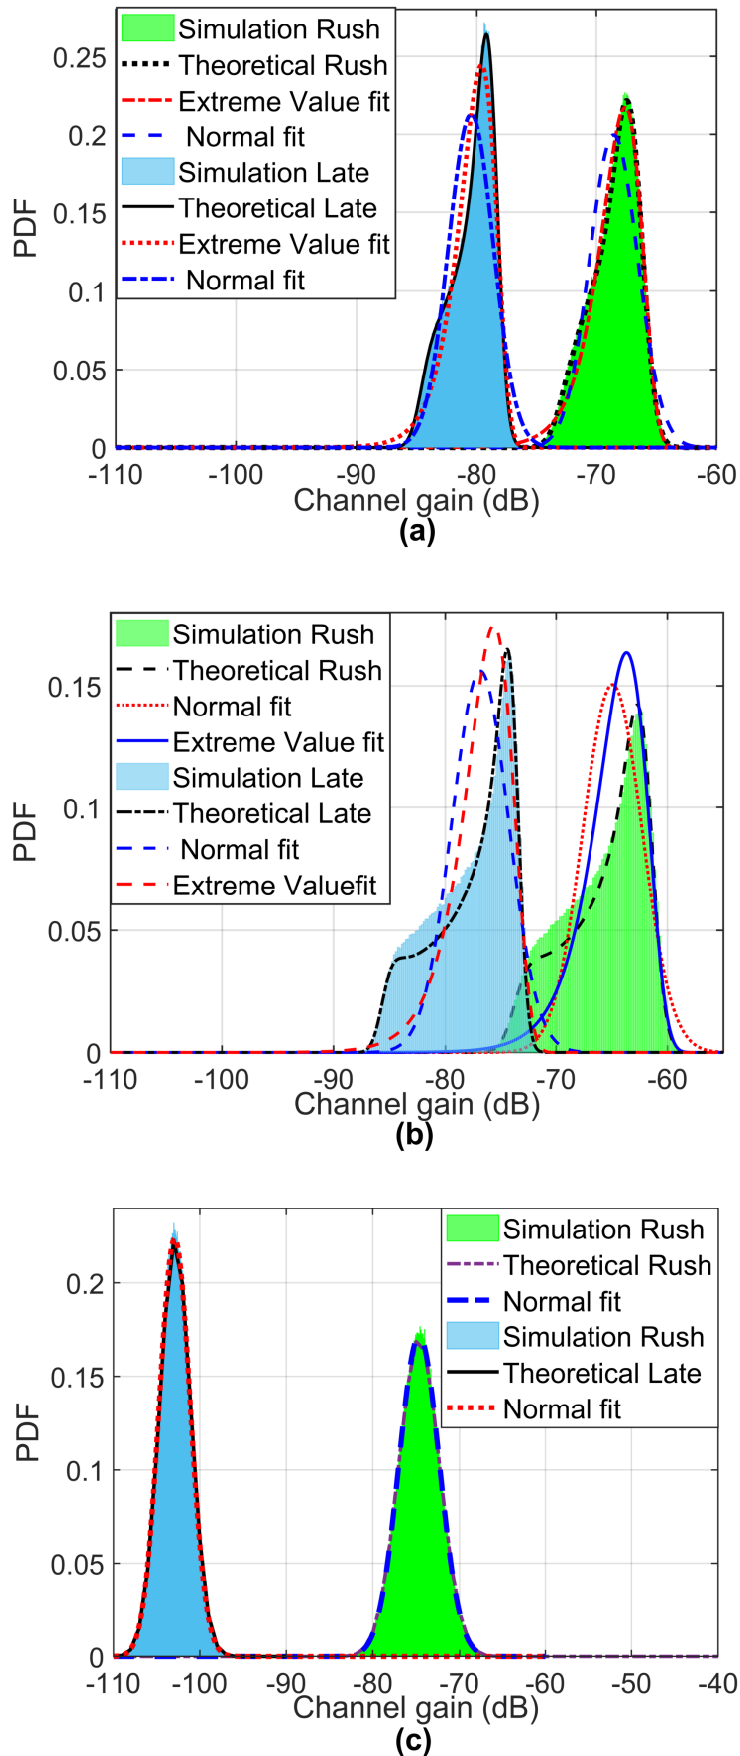 Simulation Rush
Theoretical Rush
Extreme Value fit
Normal fit
Simulation Late
Theoretical Late
Extreme Value fit
Normal fit
0.25
0.2
0.15
0.1
0.05
0
PDF
-110 -100 -90 -80 -70 -60
Channel gain (dB)
(a)
Simulation Rush
Theoretical Rush
Normal fit
Extreme Value fit
Simulation Late
Theoretical Late
Normal fit
Extreme Valuefit
0.15
0.1
0.05
0
PDF
-110 -100 -90 -80 -70 -60
Channel gain (dB)
(b)
Simulation Rush
Theoretical Rush
Normal fit
Simulation Rush
Theoretical Late
Normal fit
0.2
0.15
0.1
0.05
0
PDF
-110 -100 -90 -80 -70 -60 -50 -40
Channel gain (dB)
(c)